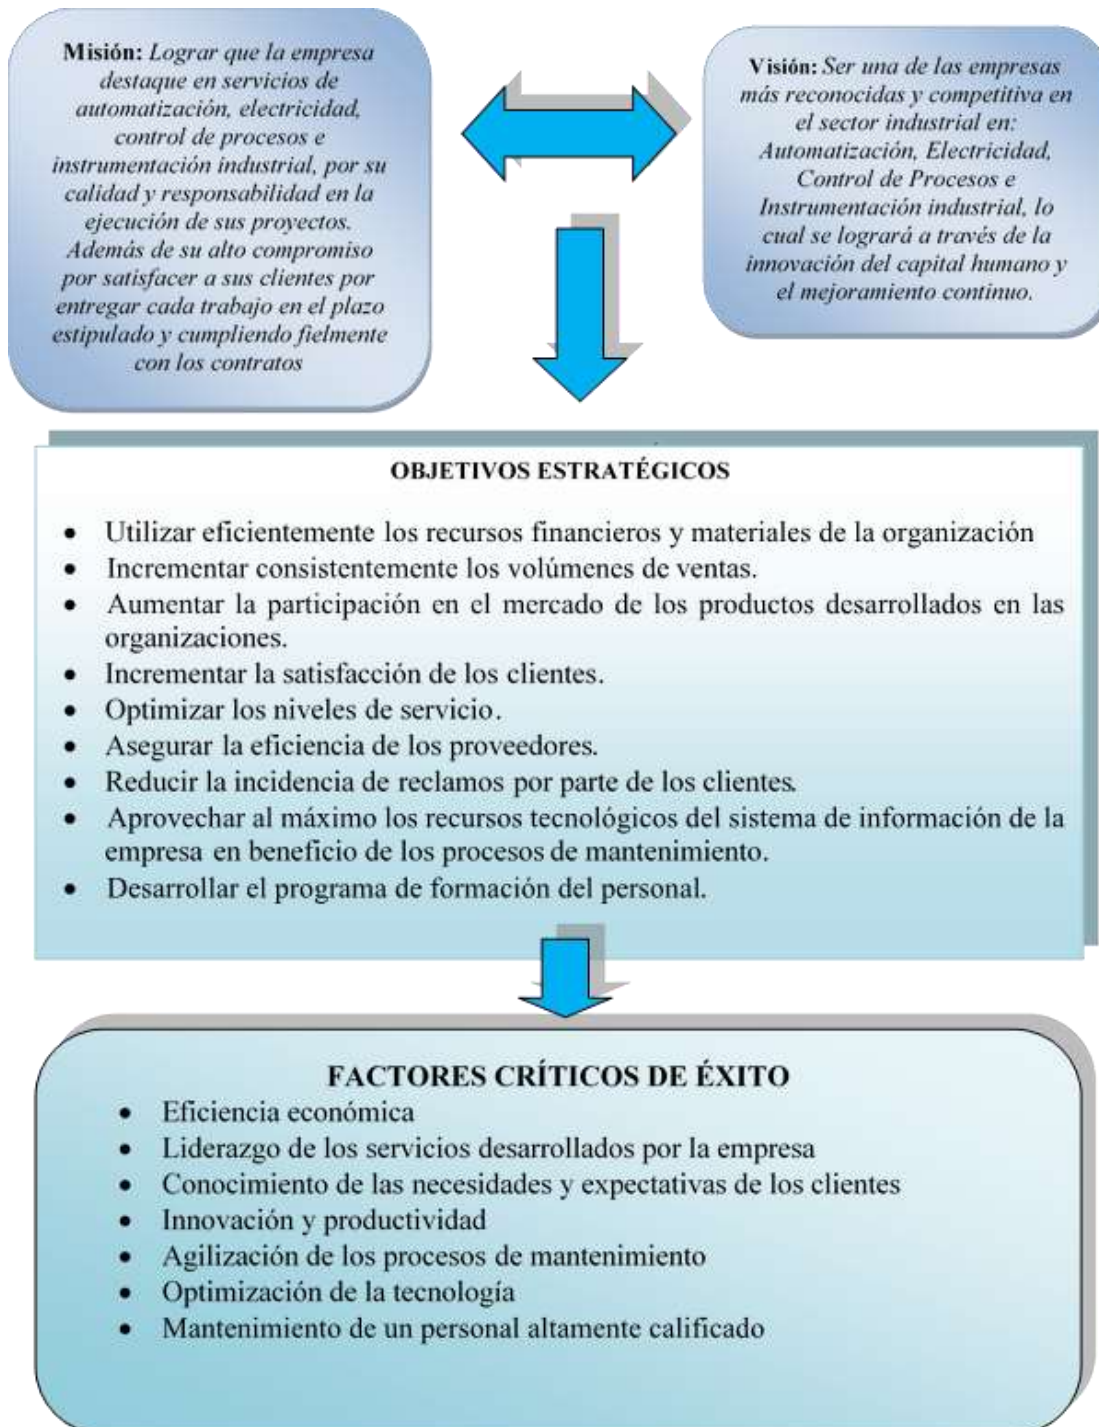 Misión: Lograr que la empresa
destaque en servicios de
automatización, electricidad,
control de procesos e
instrumentación industrial, por su
calidad y responsabilidad en la
ejecución de sus proyectos.
Además de su alto compromiso
por satisfacer a sus clientes por
entregar cada trabajo en el plazo
estipulado y cumpliendo fielmente
con los contratos
Visión: Ser una de las empresas
más reconocidas y competitiva en
el sector industrial en:
Automatización, Electricidad,
Control de Procesos e
Instrumentación industrial, lo
cual se logrará a través de la
innovación del capital humano y
el mejoramiento continuo.
OBJETIVOS ESTRATÉGICOS
• Utilizar eficientemente los recursos financieros y materiales de la organización
• Incrementar consistentemente los volúmenes de ventas.
• Aumentar la participación en el mercado de los productos desarrollados en las
organizaciones.
• Incrementar la satisfacción de los clientes.
• Optimizar los niveles de servicio.
• Asegurar la eficiencia de los proveedores.
• Reducir la incidencia de reclamos por parte de los clientes.
• Aprovechar al máximo los recursos tecnológicos del sistema de información de la
empresa en beneficio de los procesos de mantenimiento.
• Desarrollar el programa de formación del personal.
FACTORES CRÍTICOS DE ÉXITO
• Eficiencia económica
• Liderazgo de los servicios desarrollados por la empresa
• Conocimiento de las necesidades y expectativas de los clientes
• Innovación y productividad
• Agilización de los procesos de mantenimiento
• Optimización de la tecnología
• Mantenimiento de un personal altamente calificado